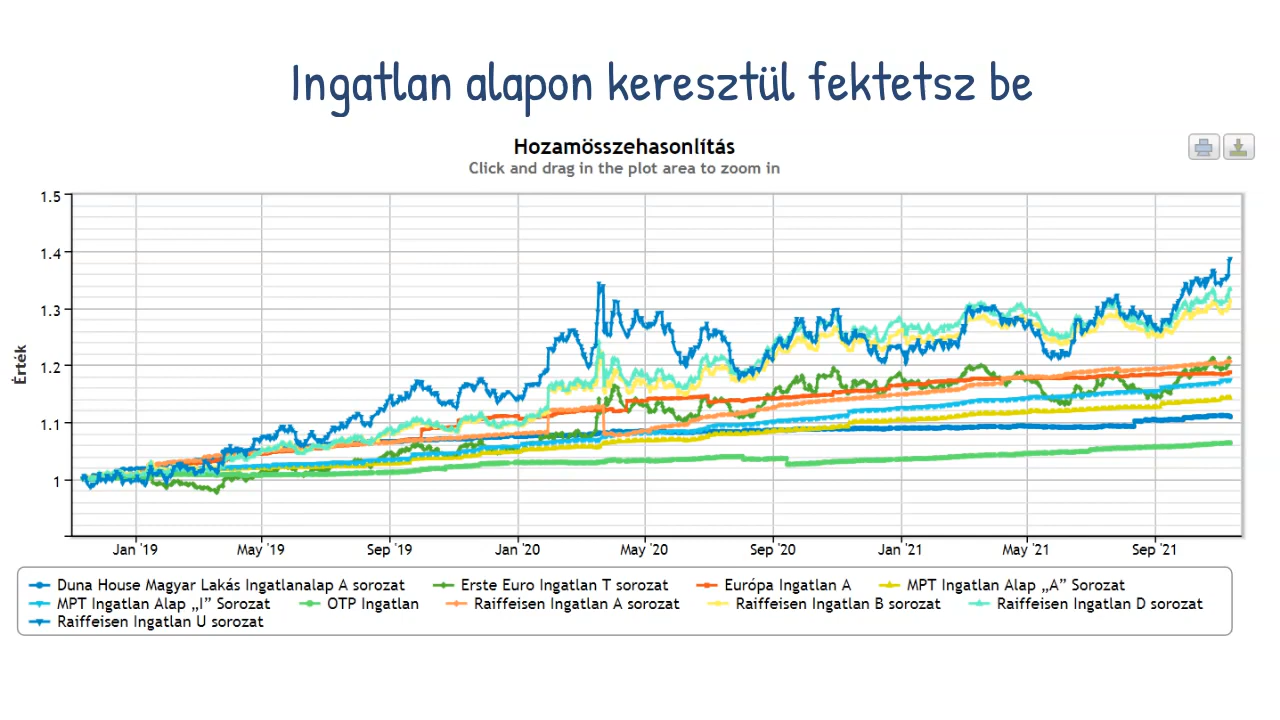 Ingatlan alapon keresztül fektetsz be
Hozamösszehasonlítás
Click and drag in the plot area to zoom in
1.5
1.4
1.3
1.2
1.1
1
Érték
Jan '19 May '19 Sep '19 Jan '20 May '20 Sep '20 Jan '21 May '21 Sep '21
Duna House Magyar Lakás Ingatlanalap A sorozat Erste Euro Ingatlan T sorozat Európa Ingatlan A MPT Ingatlan Alap „A” Sorozat
MPT Ingatlan Alap „I” Sorozat OTP Ingatlan Raiffeisen Ingatlan A sorozat Raiffeisen Ingatlan B sorozat Raiffeisen Ingatlan D sorozat
Raiffeisen Ingatlan U sorozat